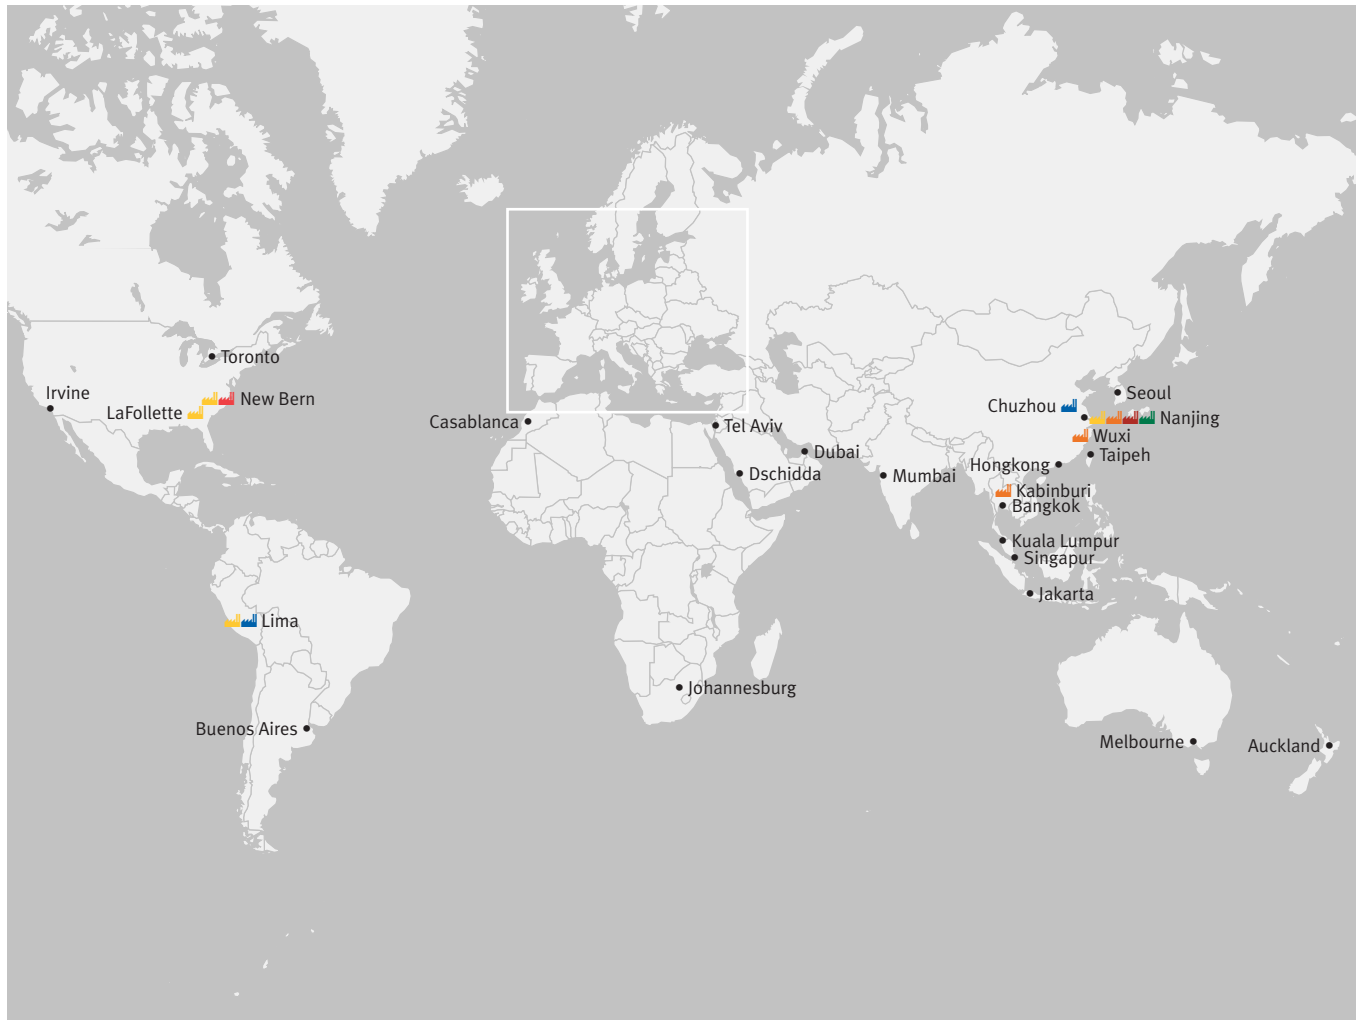 Toronto
Irvine
New Bern
LaFollette
Seoul
Chuzhou
Nanjing
Casablanca
Tel Aviv
Wuxi
Dubai
Taipeh
Hongkong
Dschidda
Mumbai
Kabinburi
Bangkok
Kuala Lumpur
Singapur
Jakarta
Lima
Johannesburg
Buenos Aires
Melbourne
Auckland